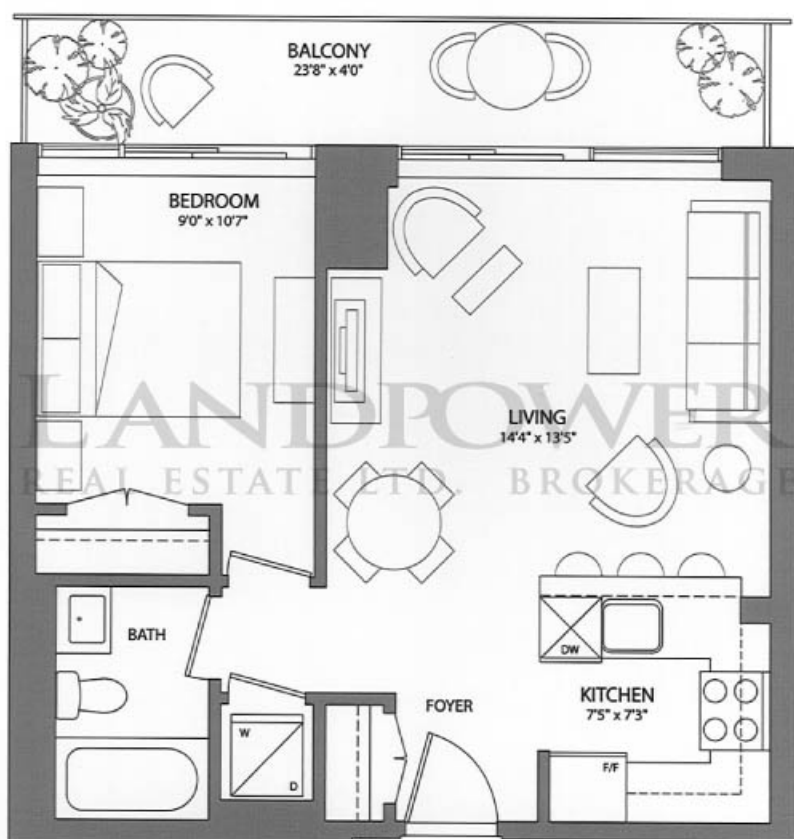 BALCONY
23'8" x 4'0"
BEDROOM
9'0" x 10'7"
LANDPOWER
REAL ESTATE LTD. BROKERAGE
LIVING
14'4" x 13'5"
BATH
DW
KITCHEN
7'5" x 7'3"
FOYER
W
D
F/F